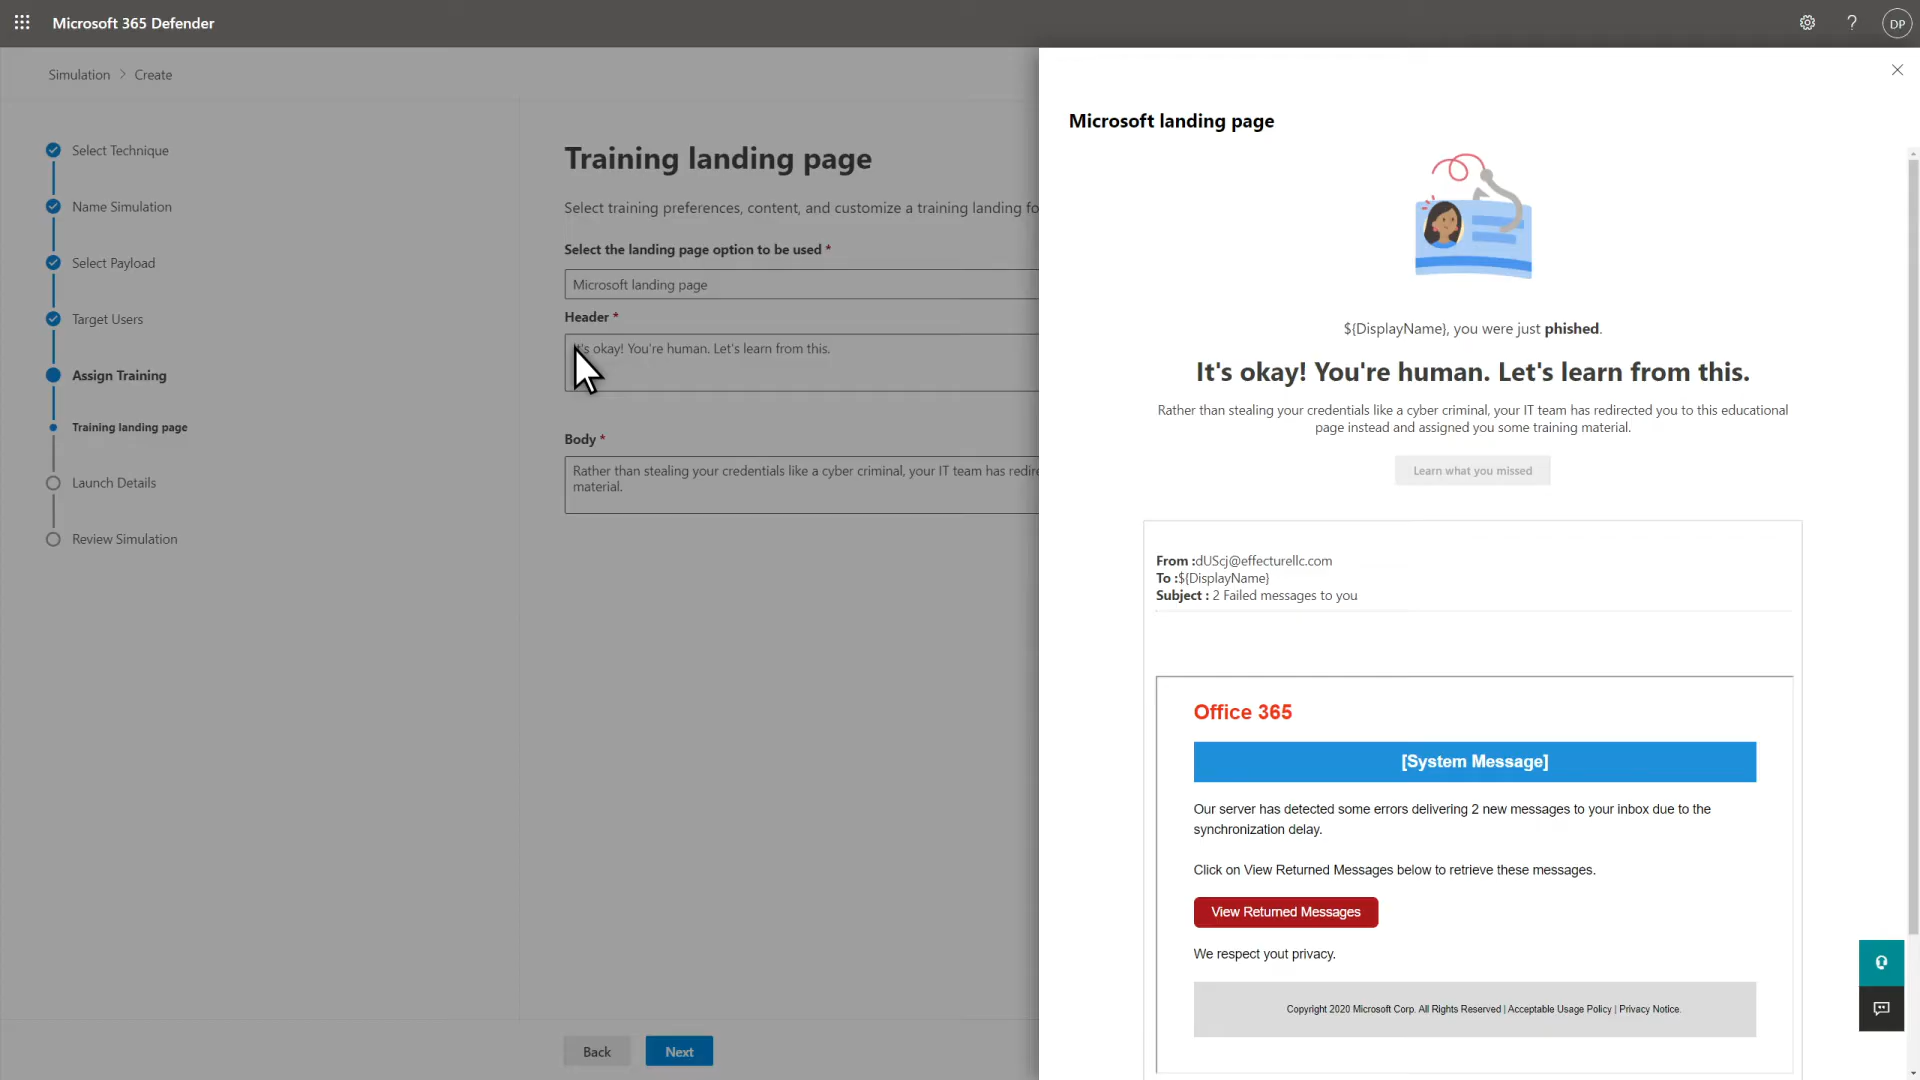 Microsoft 365 Defender
?
DP
Simulation > Create
Select Technique
Name Simulation
Select Payload
Target Users
Assign Training
Training landing page
Launch Details
Review Simulation
Training landing page
Select training preferences, content, and customize a training landing fo
Select the landing page option to be used *
Microsoft landing page
Header *
It's okay! You're human. Let's learn from this.
Body *
Rather than stealing your credentials like a cyber criminal, your IT team has redire
material.
Back
Next
Microsoft landing page
${DisplayName}, you were just phished.
It's okay! You're human. Let's learn from this.
Rather than stealing your credentials like a cyber criminal, your IT team has redirected you to this educational
page instead and assigned you some training material.
Learn what you missed
From :dUScj@effecturellc.com
To :${DisplayName}
Subject : 2 Failed messages to you
Office 365
[System Message]
Our server has detected some errors delivering 2 new messages to your inbox due to the
synchronization delay.
Click on View Returned Messages below to retrieve these messages.
View Returned Messages
We respect yout privacy.
Copyright 2020 Microsoft Corp. All Rights Reserved | Acceptable Usage Policy | Privacy Notice.